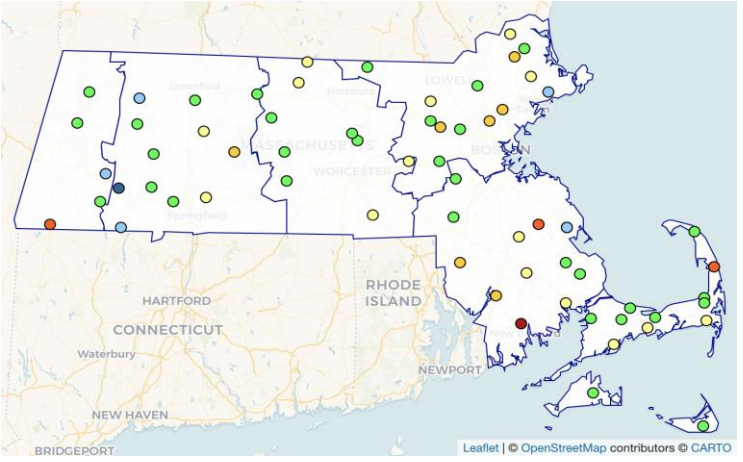 Greenfield
Fitchburg
LOWELL
Salem
MASSACHUSETTS
BOSTON
WORCESTER
Springfield
HARTFORD
RHODE
ISLAND
CONNECTICUT
Waterbury
NEWPORT
NEW HAVEN
BRIDGEPORT
Leaflet | © OpenStreetMap contributors © CARTO